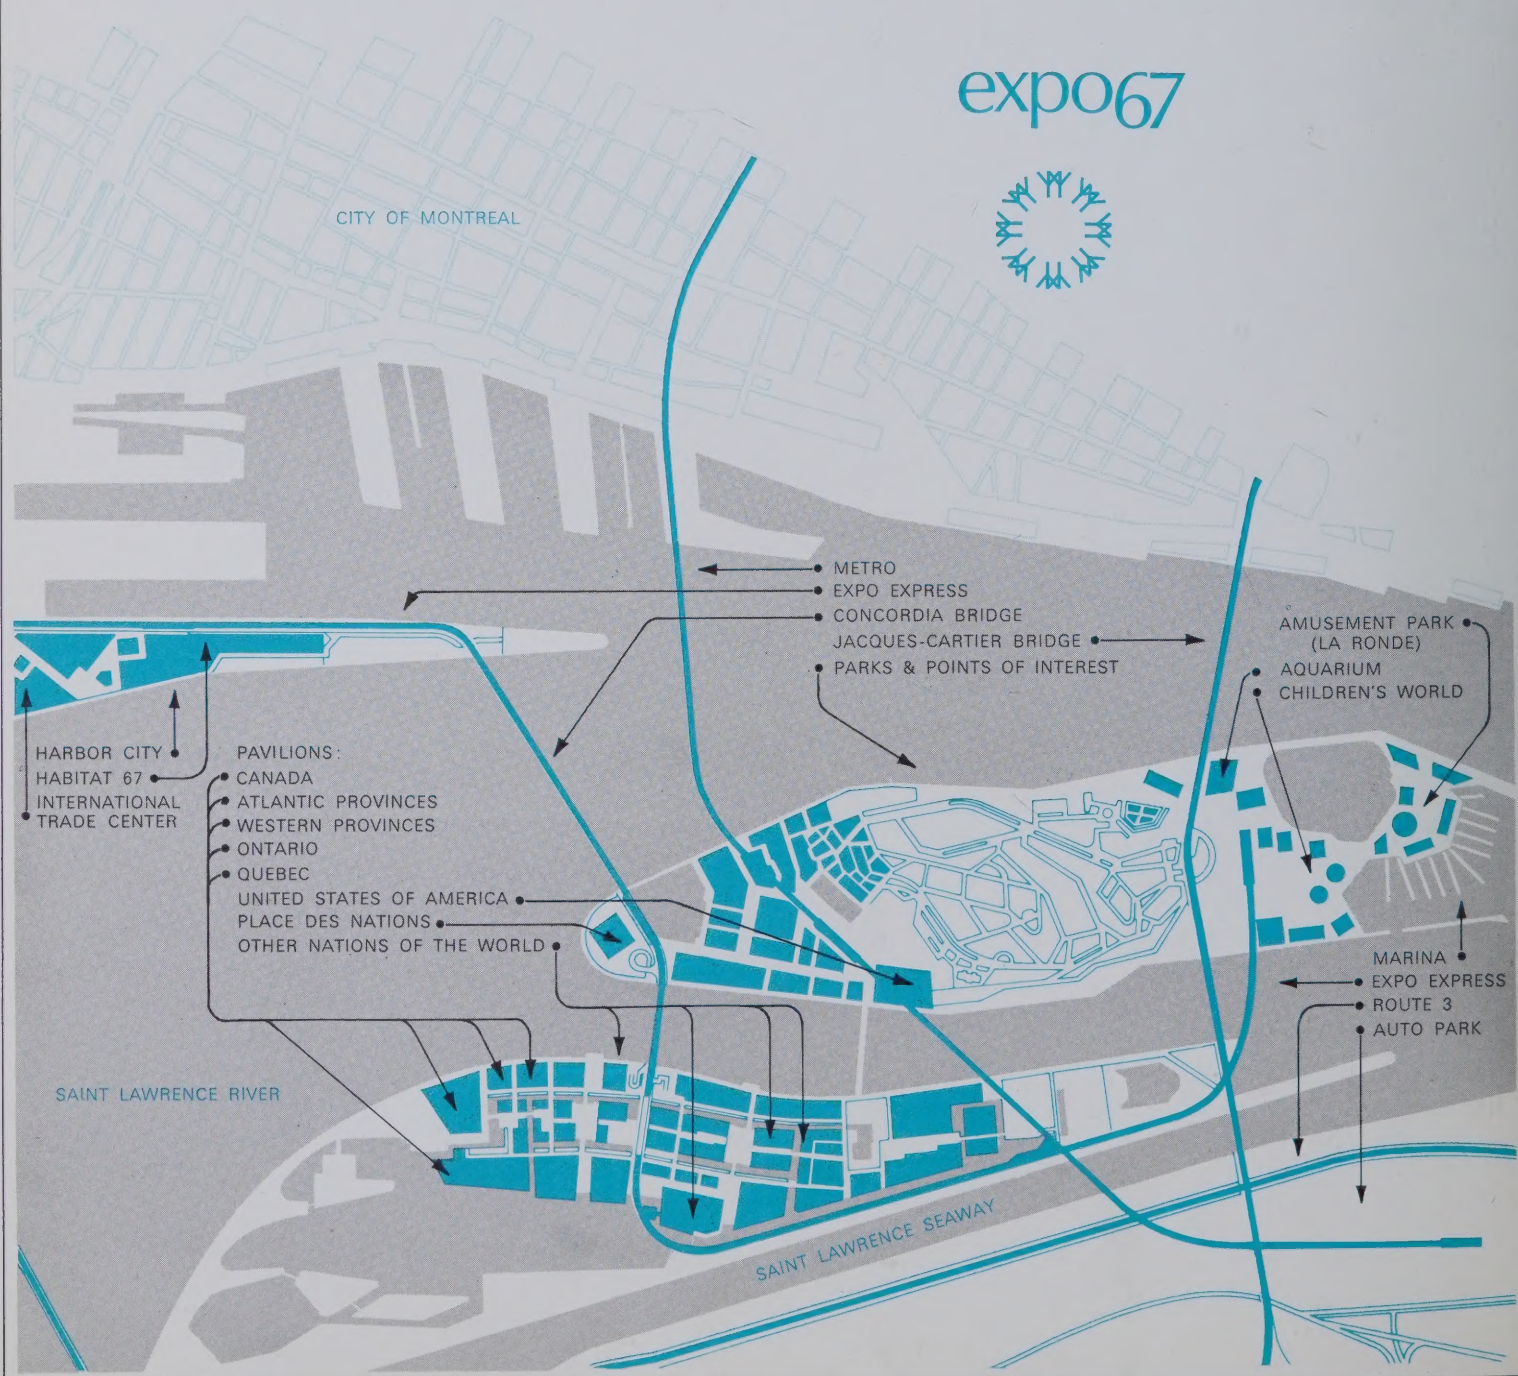 expo67
CITY OF MONTREAL
METRO
EXPO EXPRESS
CONCORDIA BRIDGE
JACQUES-CARTIER BRIDGE
PARKS & POINTS OF INTEREST
AMUSEMENT PARK
(LA RONDE)
AQUARIUM
CHILDREN'S WORLD
HARBOR CITY
HABITAT 67
INTERNATIONAL
TRADE CENTER
PAVILIONS:
CANADA
ATLANTIC PROVINCES
WESTERN PROVINCES
ONTARIO
QUEBEC
UNITED STATES OF AMERICA
PLACE DES NATIONS
OTHER NATIONS OF THE WORLD
MARINA
EXPO EXPRESS
ROUTE 3
AUTO PARK
SAINT LAWRENCE RIVER
SAINT LAWRENCE SEAWAY